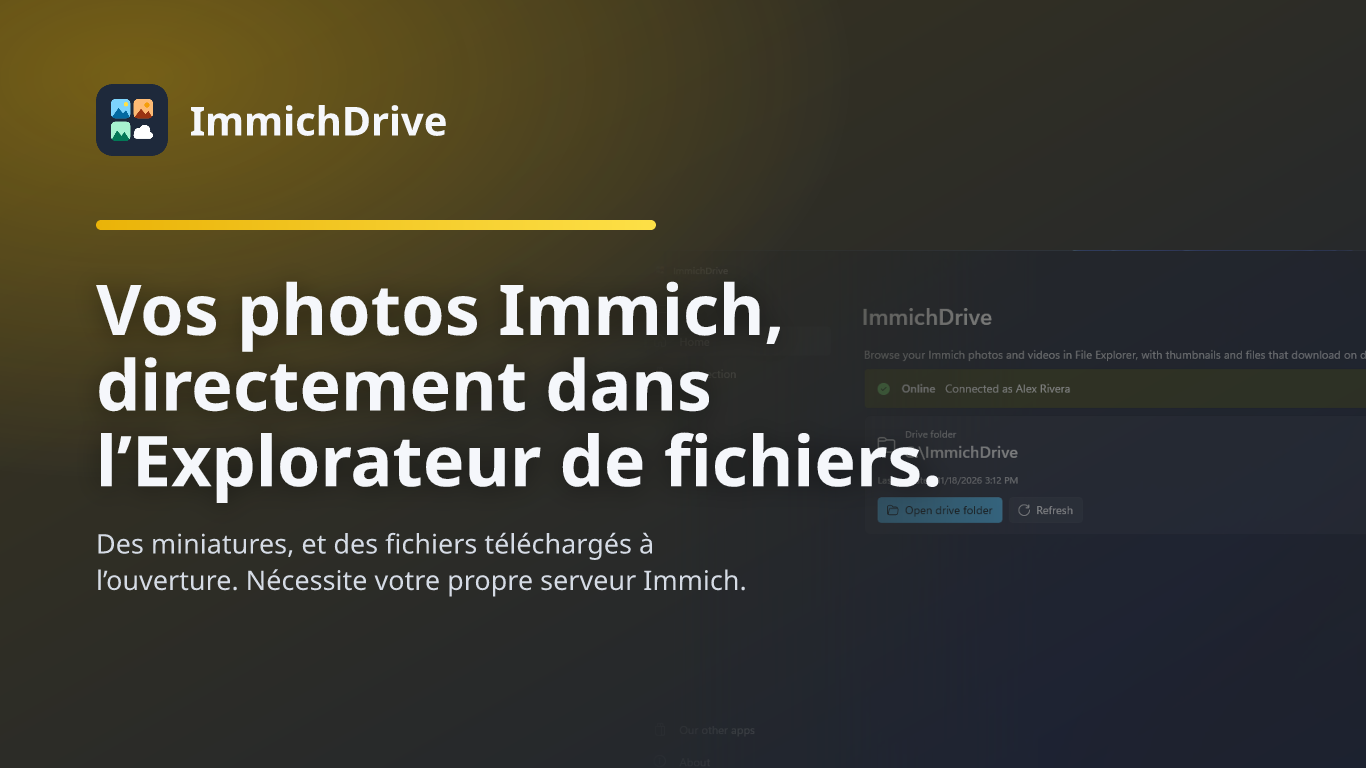 ImmichDrive
Vos photos Immich,
directement dans
l’Explorateur de fichiers.
Des miniatures, et des fichiers téléchargés à
l’ouverture. Nécessite votre propre serveur Immich.
ImmichDrive
Home
ImmichDrive
Browse your Immich photos and videos in File Explorer, with thumbnails and files that download on
Online Connected as Alex Rivera
Drive folder
\ImmichDrive
/18/2026 3:12 PM
Open drive folder Refresh
Our other apps
About